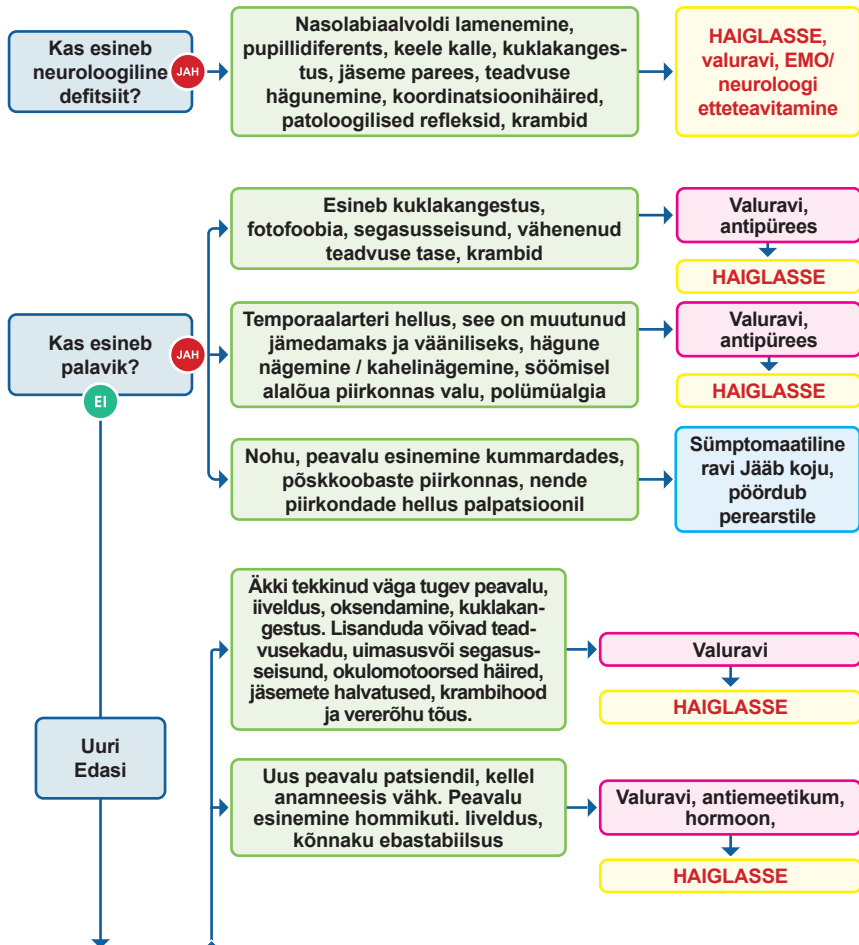 Kas esineb
neuroloogiline
defitsiit?
JAH
Nasolabiaalvoldi lamenemine,
pupillidiferents, keele kalle, kuklakanges-
tus, jäseme parees, teadvuse
hägunemine, koordinatsioonihäired,
patoloogilised refleksid, krambid
HAIGLASSE,
valuravi, EMO/
neuroloogi
etteteavitamine
Kas esineb
palavik?
JAH
EI
Esineb kuklakangestus,
fotofoobia, segasusseisund, vähenenud
teadvuse tase, krambid
Valuravi,
antipürees
HAIGLASSE
Temporaalarteri hellus, see on muutunud
jämedamaks ja vääniliseks, hägune
nägemine / kahelinägemine, söömisel
alalõua piirkonnas valu, polümüalgia
Valuravi,
antipürees
HAIGLASSE
Nohu, peavalu esinemine kummardades,
põskkoobaste piirkonnas, nende
piirkondade hellus palpatsioonil
Sümptomaatiline
ravi Jääb koju,
pöördub
perearstile
Uuri
Edasi
Äkki tekkinud väga tugev peavalu,
iiveldus, oksendamine, kuklakan-
gestus. Lisanduda võivad tead-
vusekadu, uimasusvõi segasus-
seisund, okulomotoorsed häired,
jäsemete halvatused, krambihood
ja vererõhu tõus.
Valuravi
HAIGLASSE
Uus peavalu patsiendil, kellel
anamneesis vähk. Peavalu
esinemine hommikuti. Iiveldus,
kõnnaku ebastabiilsus
Valuravi, antiemeetikum,
hormoon,
HAIGLASSE